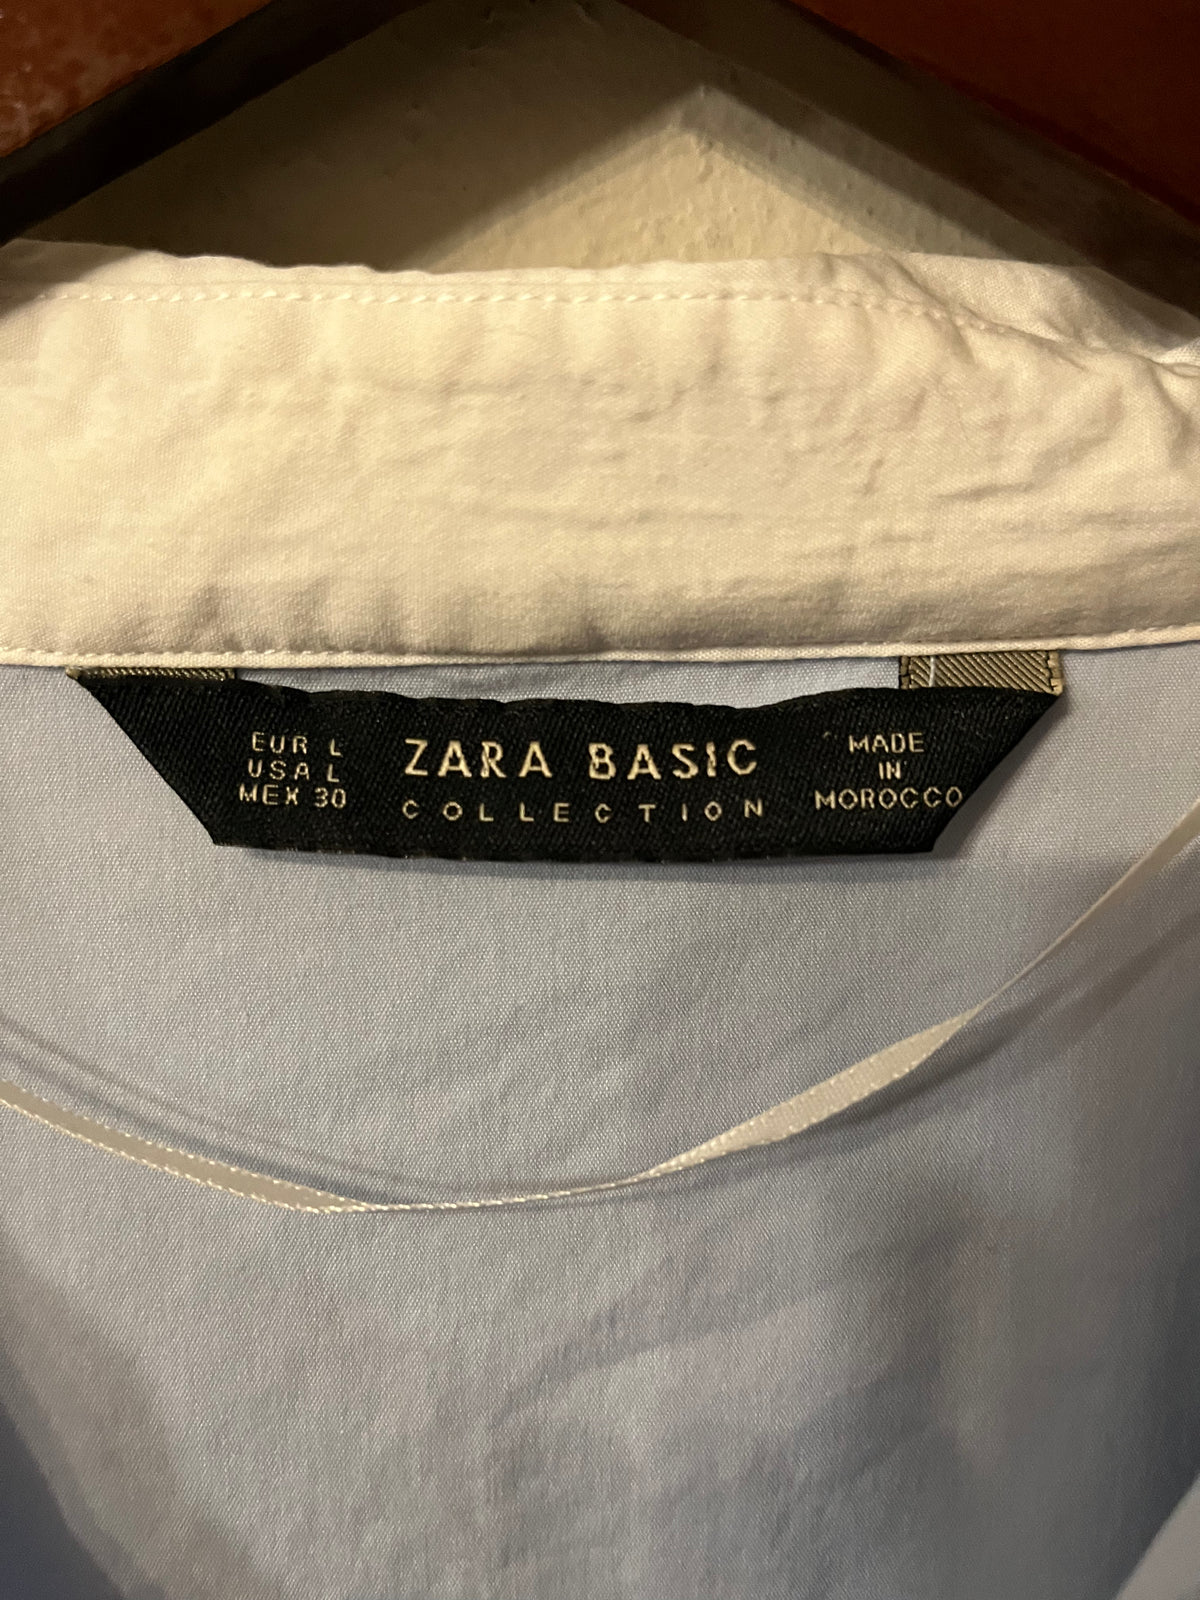 EUR L
USA L
MEX 30
ZARA BASIC
COLLECTION
MADE
IN
MOROCCO